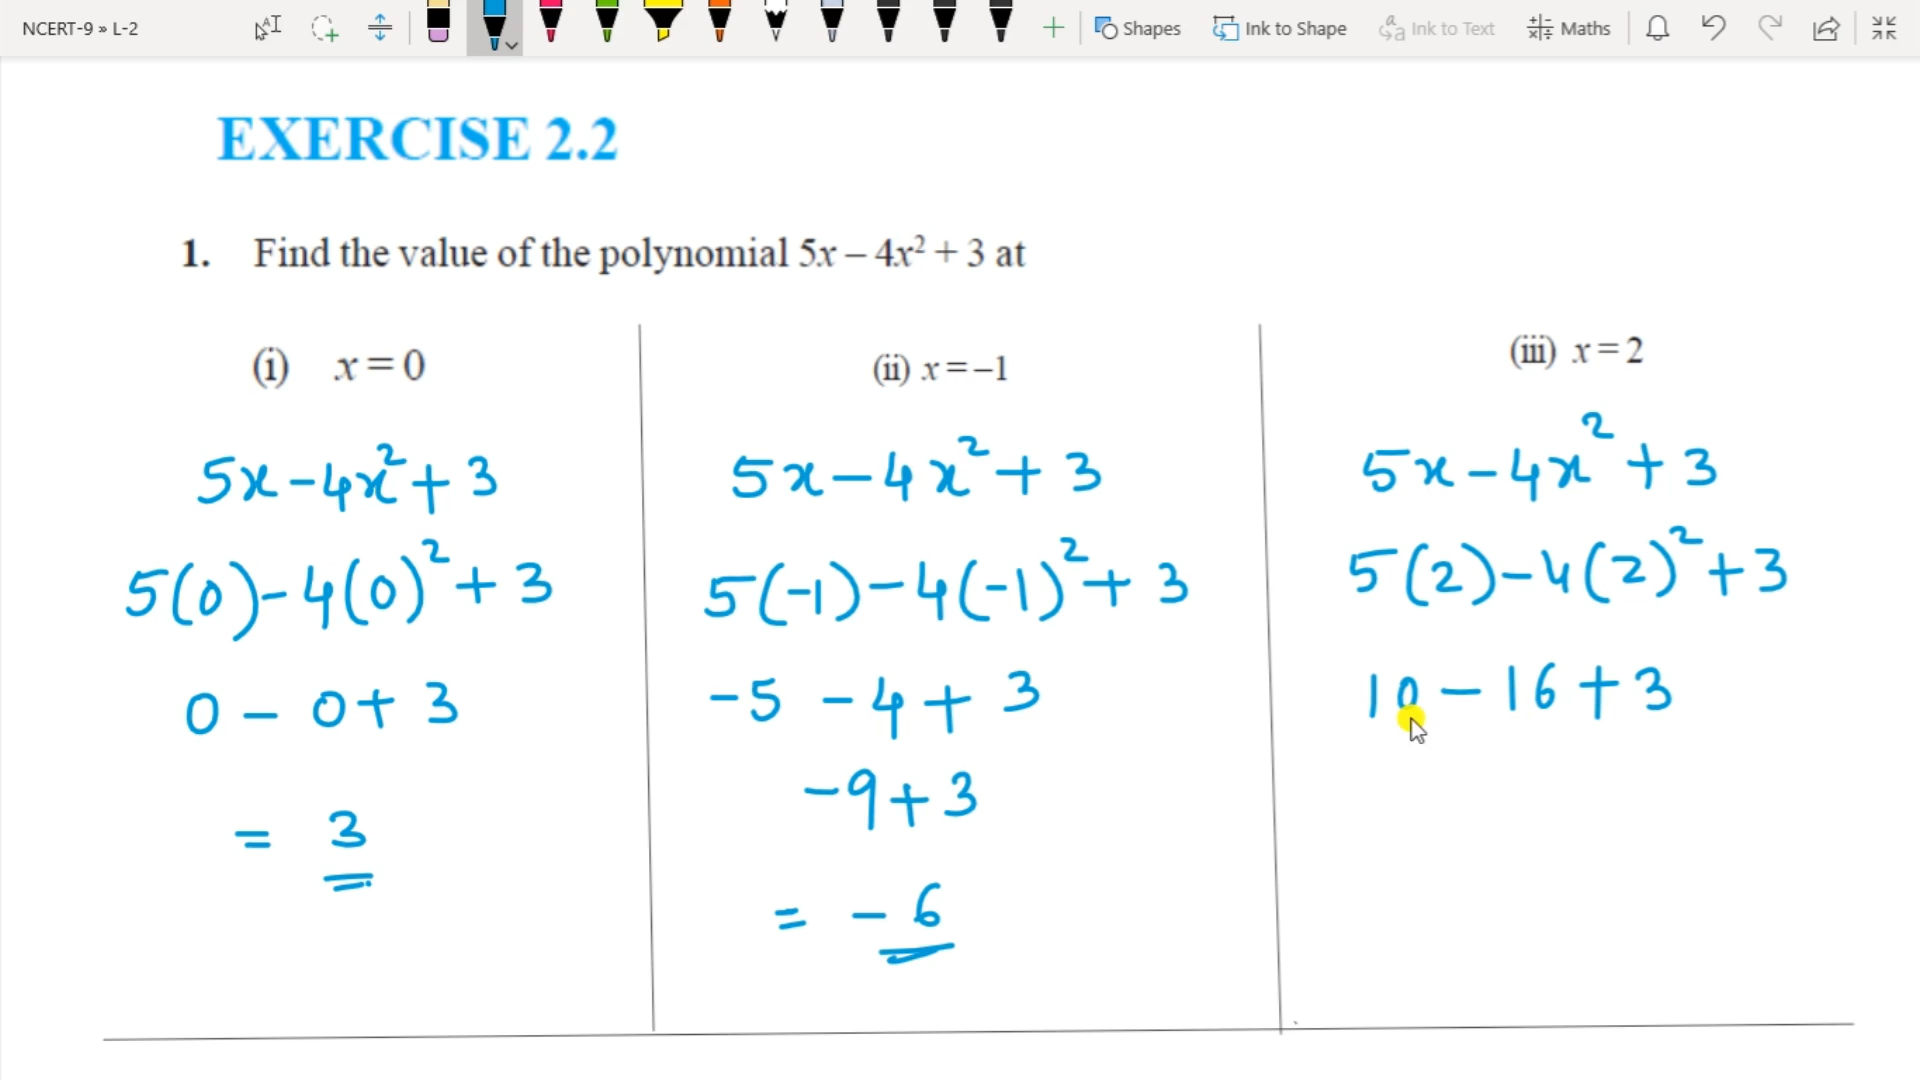 NCERT-9 » L-2
Shapes
Ink to Shape
Ink to Text
Maths
EXERCISE 2.2
1. Find the value of the polynomial 5x – 4x² + 3 at
(i) x = 0
5x - 4x² + 3
5(0) - 4(0)² + 3
0 - 0 + 3
= 3
(ii) x = –1
5x - 4x² + 3
5(-1) - 4(-1)² + 3
-5 - 4 + 3
-9 + 3
= - 6
(iii) x = 2
5x - 4x² + 3
5(2) - 4(2)² + 3
10 - 16 + 3